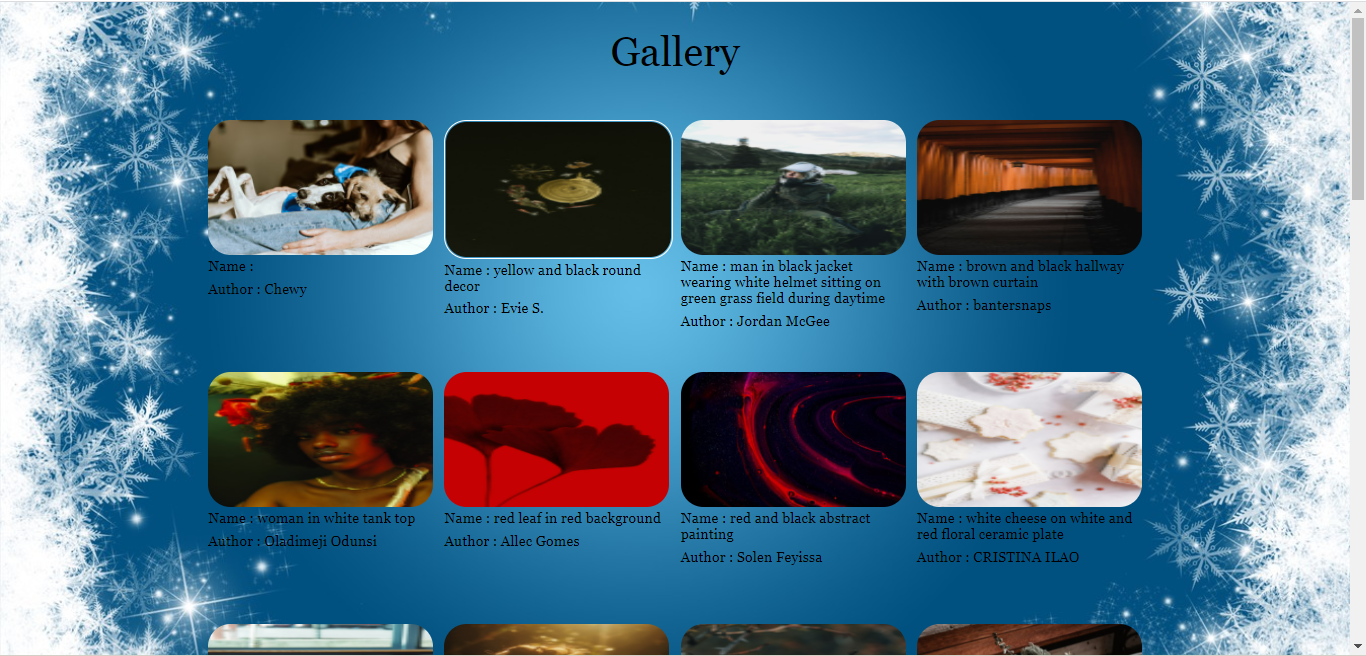 Gallery
Name :
Author : Chewy
Name : yellow and black round
decor
Author : Evie S.
Name : man in black jacket
wearing white helmet sitting on
green grass field during daytime
Author : Jordan McGee
Name : brown and black hallway
with brown curtain
Author : bantersnaps
Name : woman in white tank top
Author : Oladimeji Odunsi
Name : red leaf in red background
Author : Allec Gomes
Name : red and black abstract
painting
Author : Solen Feyissa
Name : white cheese on white and
red floral ceramic plate
Author : CRISTINA ILAO